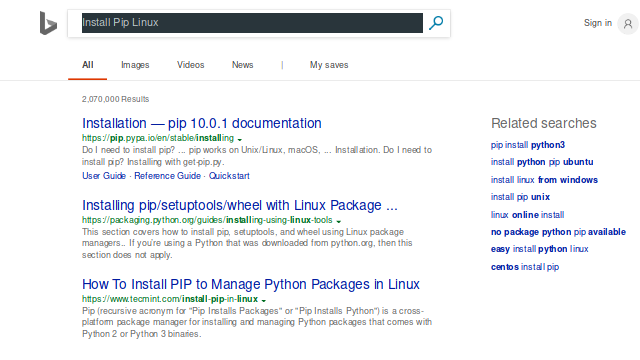 Install Pip Linux
Sign in
All Images Videos News | My saves
2,070,000 Results
Installation — pip 10.0.1 documentation
https://pip.pypa.io/en/stable/installing
Do I need to install pip? ... pip works on Unix/Linux, macOS, ... Installation. Do I need to
install pip? Installing with get-pip.py.
User Guide · Reference Guide · Quickstart
Installing pip/setuptools/wheel with Linux Package ...
https://packaging.python.org/guides/installing-using-linux-tools
This section covers how to install pip, setuptools, and wheel using Linux package
managers.. If you're using a Python that was downloaded from python.org, then this
section does not apply.
How To Install PIP to Manage Python Packages in Linux
https://www.tecmint.com/install-pip-in-linux
Pip (recursive acronym for "Pip Installs Packages" or "Pip Installs Python") is a cross-
platform package manager for installing and managing Python packages that comes with
Python 2 or Python 3 binaries.
Related searches
pip install python3
install python pip ubuntu
install linux from windows
install pip unix
linux online install
no package python pip available
easy install python linux
centos install pip